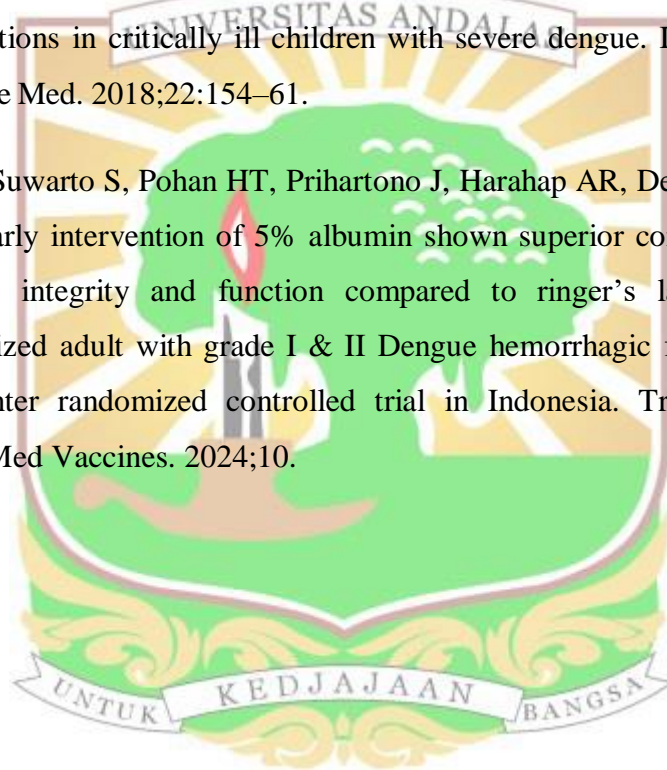 UNIVERSITAS ANDALAS
tions in critically ill children with severe dengue. I
e Med. 2018;22:154–61.
Suwarto S, Pohan HT, Prihartono J, Harahap AR, De
arly intervention of 5% albumin shown superior co
integrity and function compared to ringer's la
ized adult with grade I & II Dengue hemorrhagic
nter randomized controlled trial in Indonesia. Tr
Med Vaccines. 2024;10.
UNTUK KEDJAJAAN BANGSA